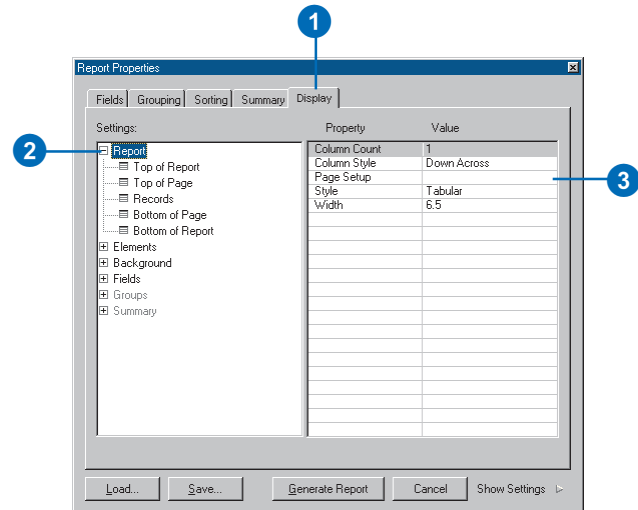 1
Report Properties
Fields Grouping Sorting Summary Display
Settings:
Property Value
2
Report
Top of Report
Top of Page
Records
Bottom of Page
Bottom of Report
Elements
Background
Fields
Groups
Summary
Column Count 1
Column Style Down Across
Page Setup
Style Tabular
Width 6.5
3
Load... Save... Generate Report Cancel Show Settings